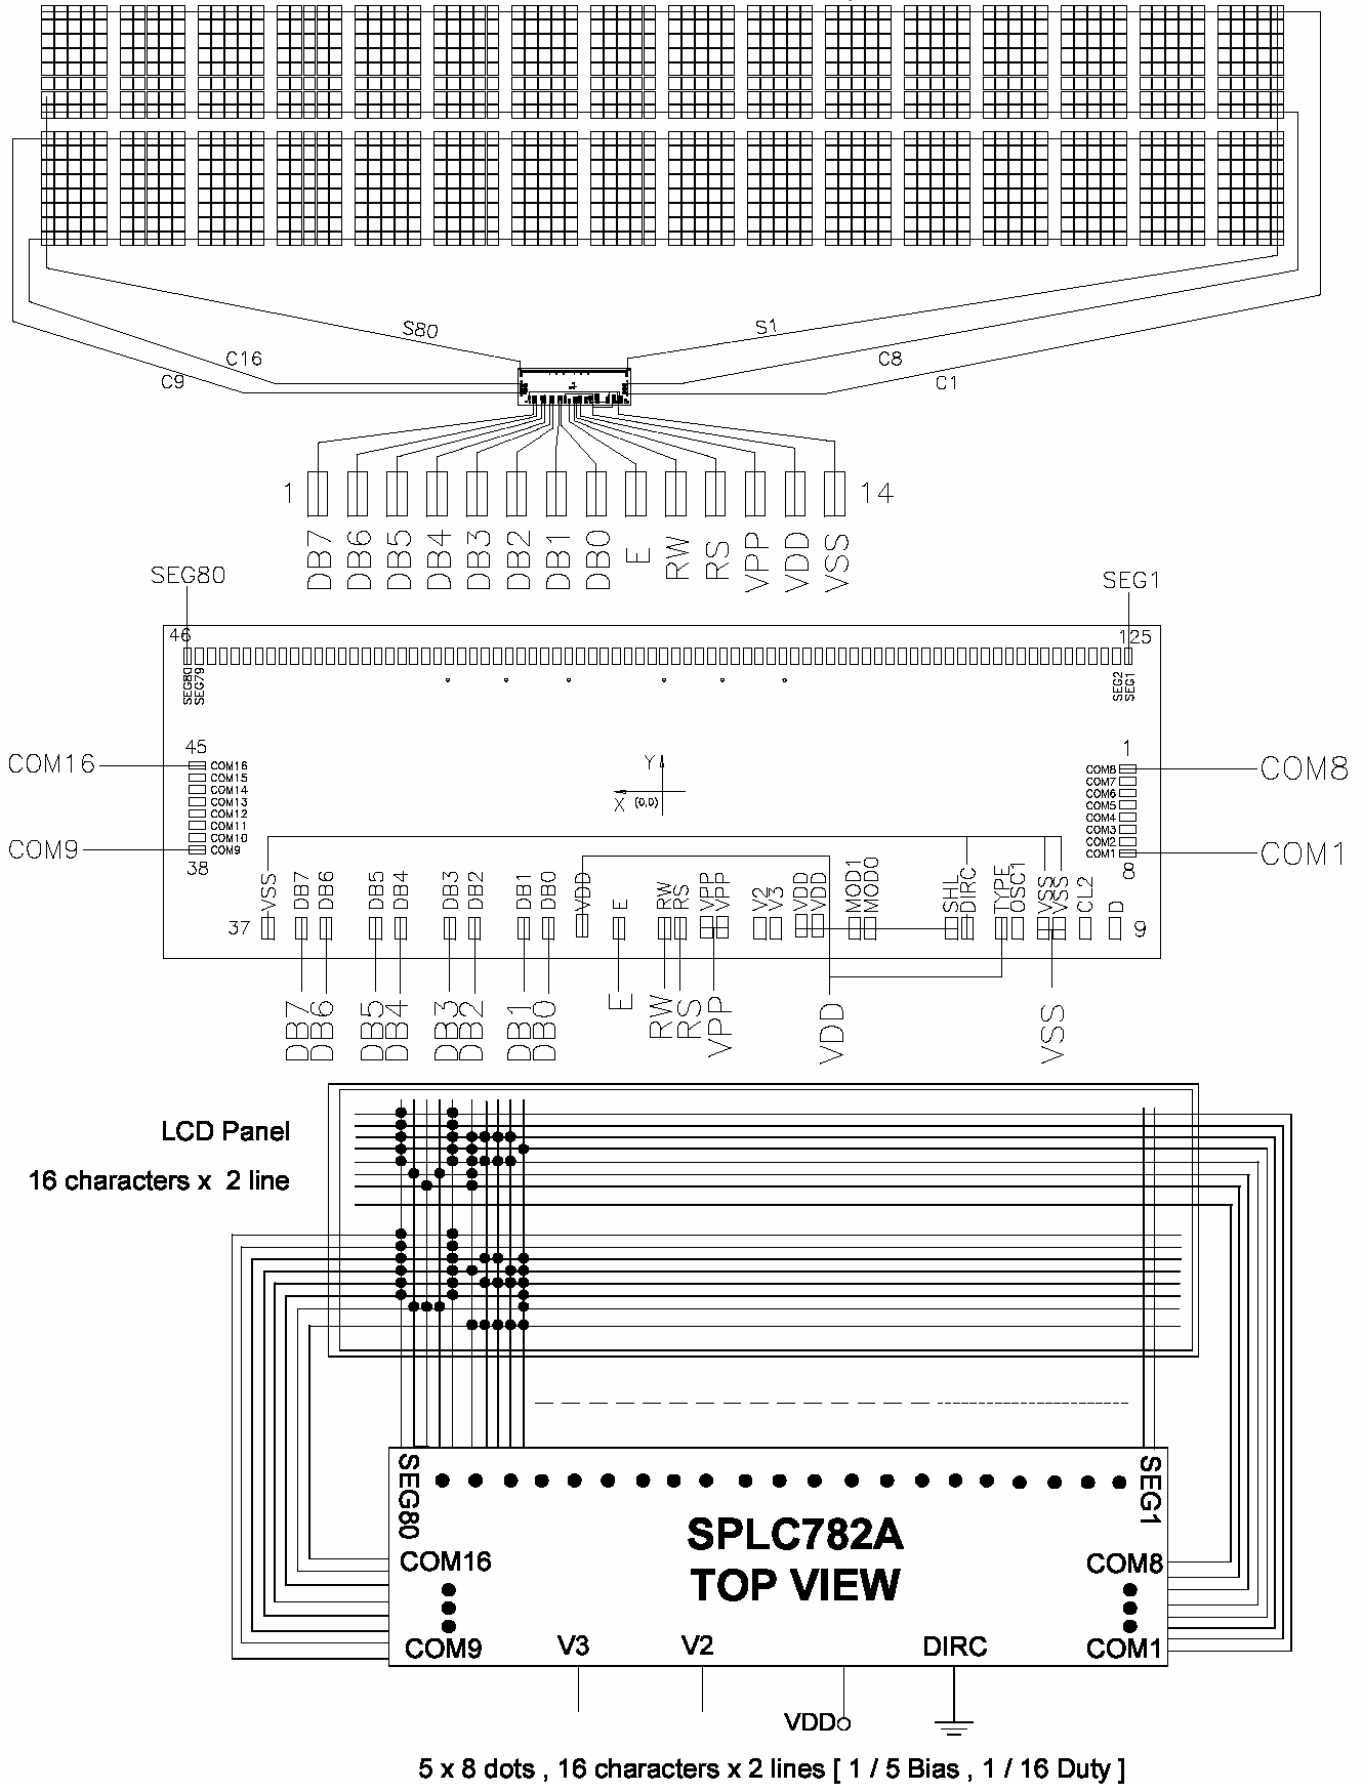 S80
S1
C16
C8
C9
C1
1
14
DB7
DB6
DB5
DB4
DB3
DB2
DB1
DB0
E
RW
RS
VPP
VDD
VSS
SEG80
SEG1
46
125
SEG80
SEG79
SEG2
SEG1
45
1
COM16
COM16
COM15
COM14
COM13
COM12
COM11
COM10
COM9
COM9
38
Y
X (0,0)
COM8
COM7
COM6
COM5
COM4
COM3
COM2
COM1
COM8
COM1
8
37
VSS
DB7
DB6
DB5
DB4
DB3
DB2
DB1
DB0
VDD
E
RW
RS
VPP
VPP
V2
V3
VDD
VDD
MOD1
MOD0
SHL
DIRC
TYPE
OSC1
VSS
VSS
CL2
D
9
DB7
DB6
DB5
DB4
DB3
DB2
DB1
DB0
E
RW
RS
VPP
VDD
VSS
LCD Panel
16 characters x 2 line
SEG80
SEG1
SPLC782A
TOP VIEW
COM16
COM8
COM9
V3
V2
DIRC
COM1
VDD
5 x 8 dots , 16 characters x 2 lines [ 1 / 5 Bias , 1 / 16 Duty ]